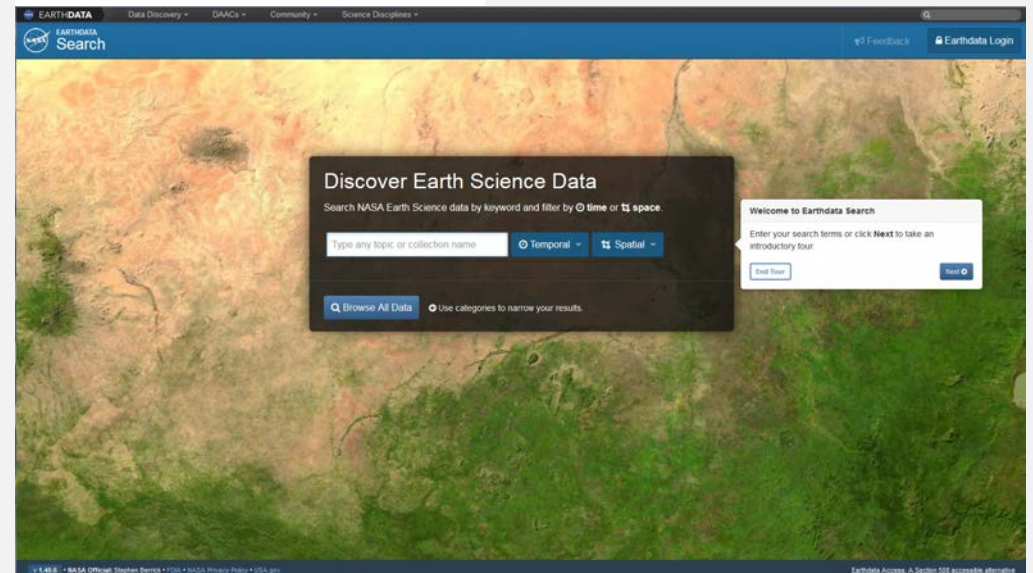 EARTHDATA Data Discovery DAACs Community Science Disciplines
EARTHDATA
Search
Feedback Earthdata Login
Discover Earth Science Data
Search NASA Earth Science data by keyword and filter by time or space.
Type any topic or collection name Temporal Spatial
Browse All Data Use categories to narrow your results.
Welcome to Earthdata Search
Enter your search terms or click Next to take an
introductory tour.
End Tour Next
NASA Official: Stephen Berrick • FOIA • NASA Privacy Policy • USA.gov
Earthdata Access: A Section 508 accessible alternative